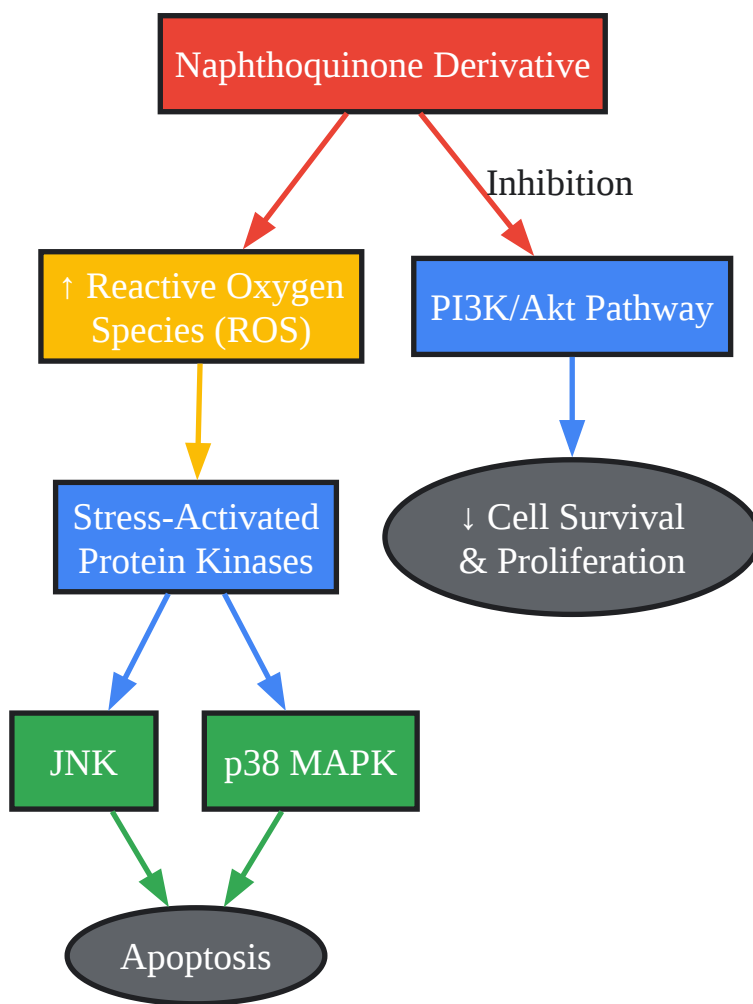 Naphthoquinone Derivative
Inhibition
↑ Reactive Oxygen
Species (ROS)
PI3K/Akt Pathway
Stress-Activated
Protein Kinases
↓ Cell Survival
& Proliferation
JNK
p38 MAPK
Apoptosis